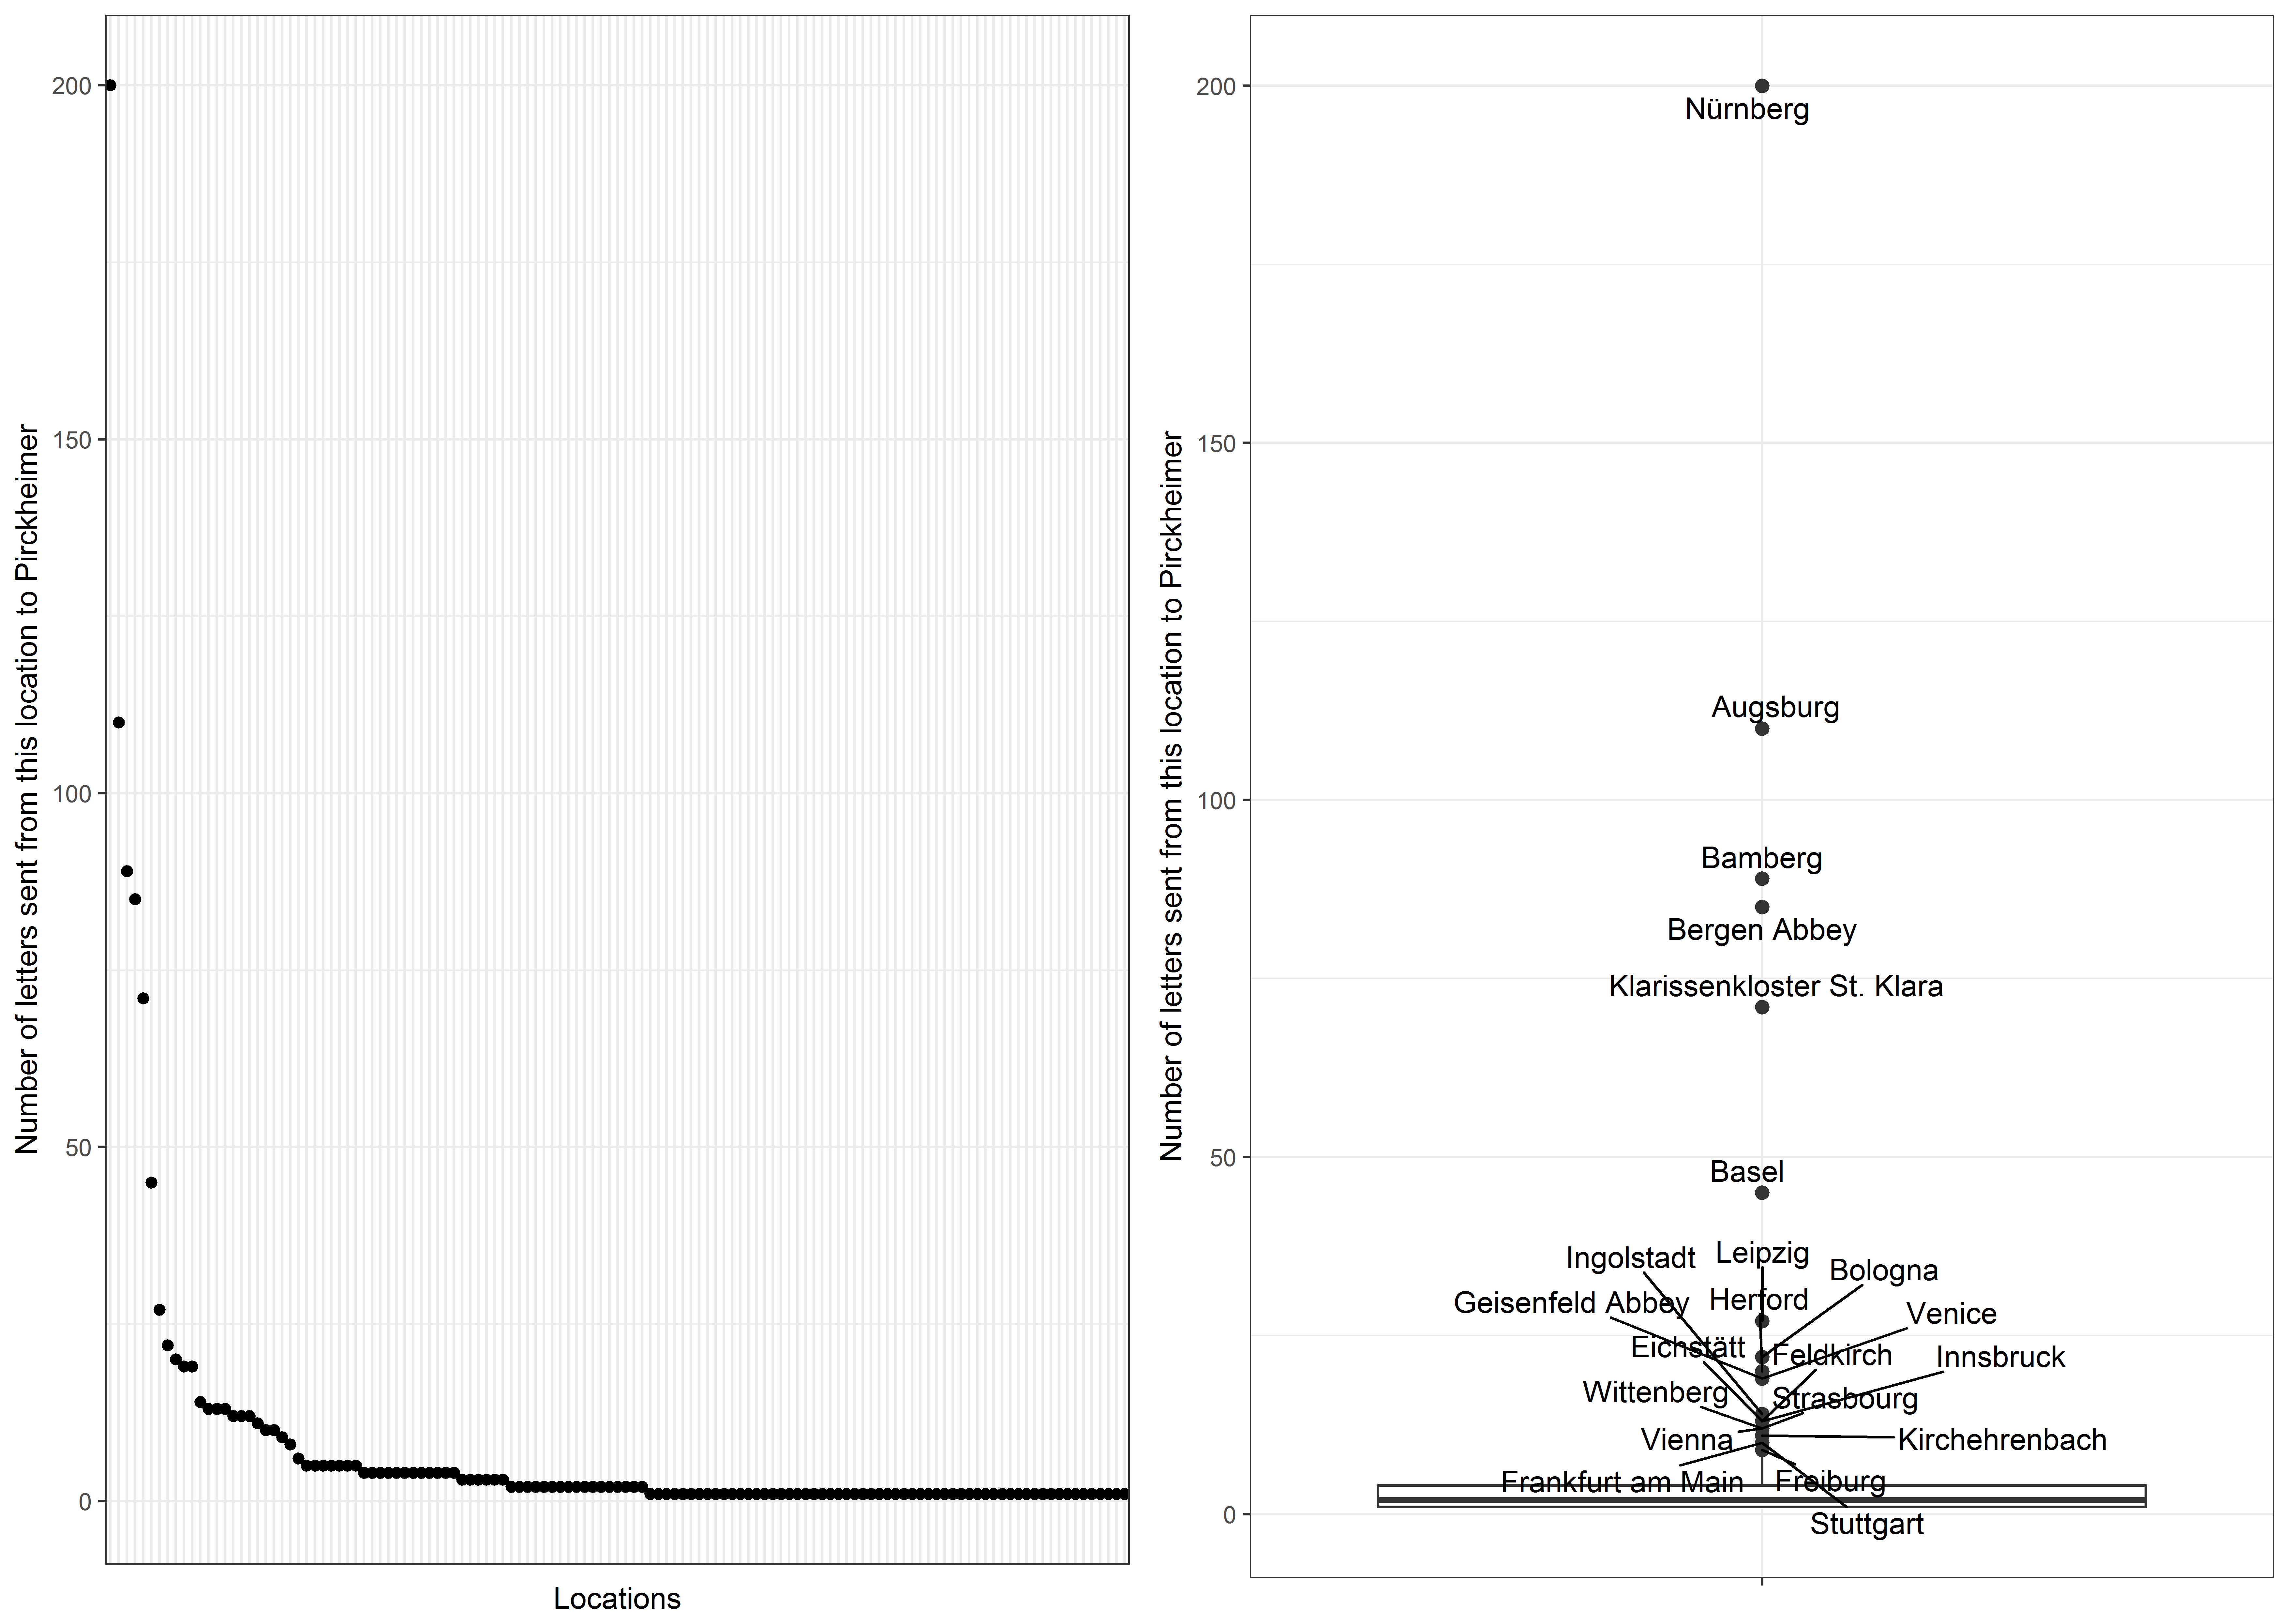 Number of letters sent from this location to Pirckheimer
200
150
100
50
0
Locations
Number of letters sent from this location to Pirckheimer
200
150
100
50
0
Nürnberg
Augsburg
Bamberg
Bergen Abbey
Klarissenkloster St. Klara
Basel
Leipzig
Ingolstadt
Bologna
Herford
Geisenfeld Abbey
Venice
Eichstätt
Feldkirch
Innsbruck
Wittenberg
Strasbourg
Vienna
Kirchehrenbach
Frankfurt am Main
Freiburg
Stuttgart